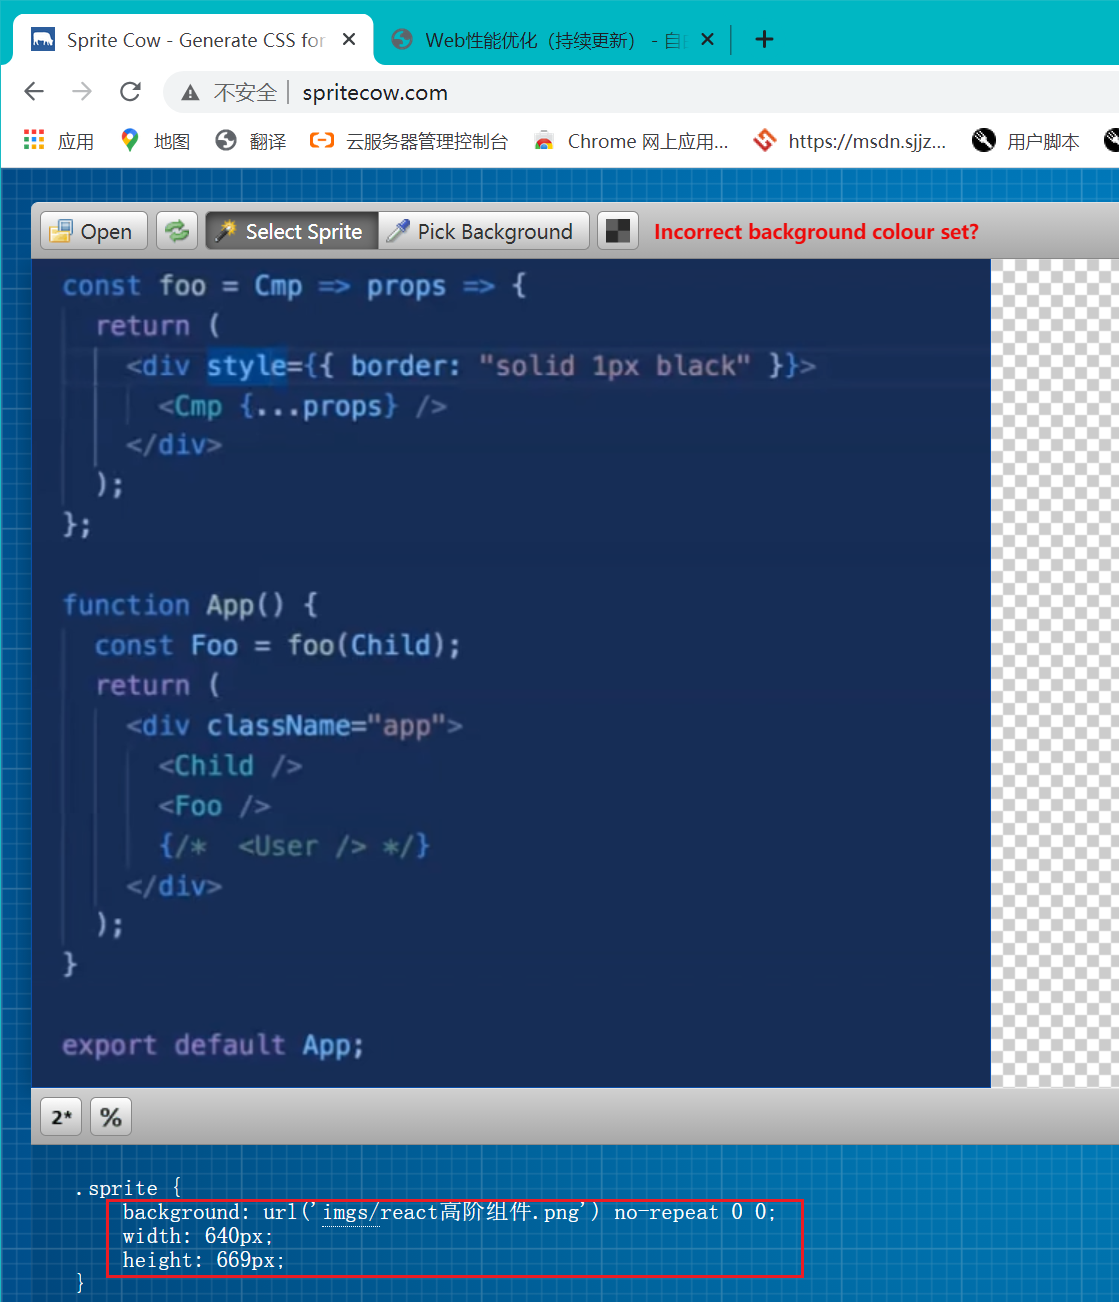 Sprite Cow - Generate CSS for
Web性能优化（持续更新） - 自
不安全 spritecow.com
应用 地图 翻译 云服务器管理控制台 Chrome 网上应用... https://msdn.sjjz... 用户脚本
Open Select Sprite Pick Background Incorrect background colour set?
const foo = Cmp => props => {
return (
<div style={{ border: "solid 1px black" }}>
<Cmp {...props} />
</div>
);
};
function App() {
const Foo = foo(Child);
return (
<div className="app">
<Child />
<Foo />
{/*  <User /> */}
</div>
);
}
export default App;
2* %
.sprite {
background: url('imgs/react高阶组件.png') no-repeat 0 0;
width: 640px;
height: 669px;
}